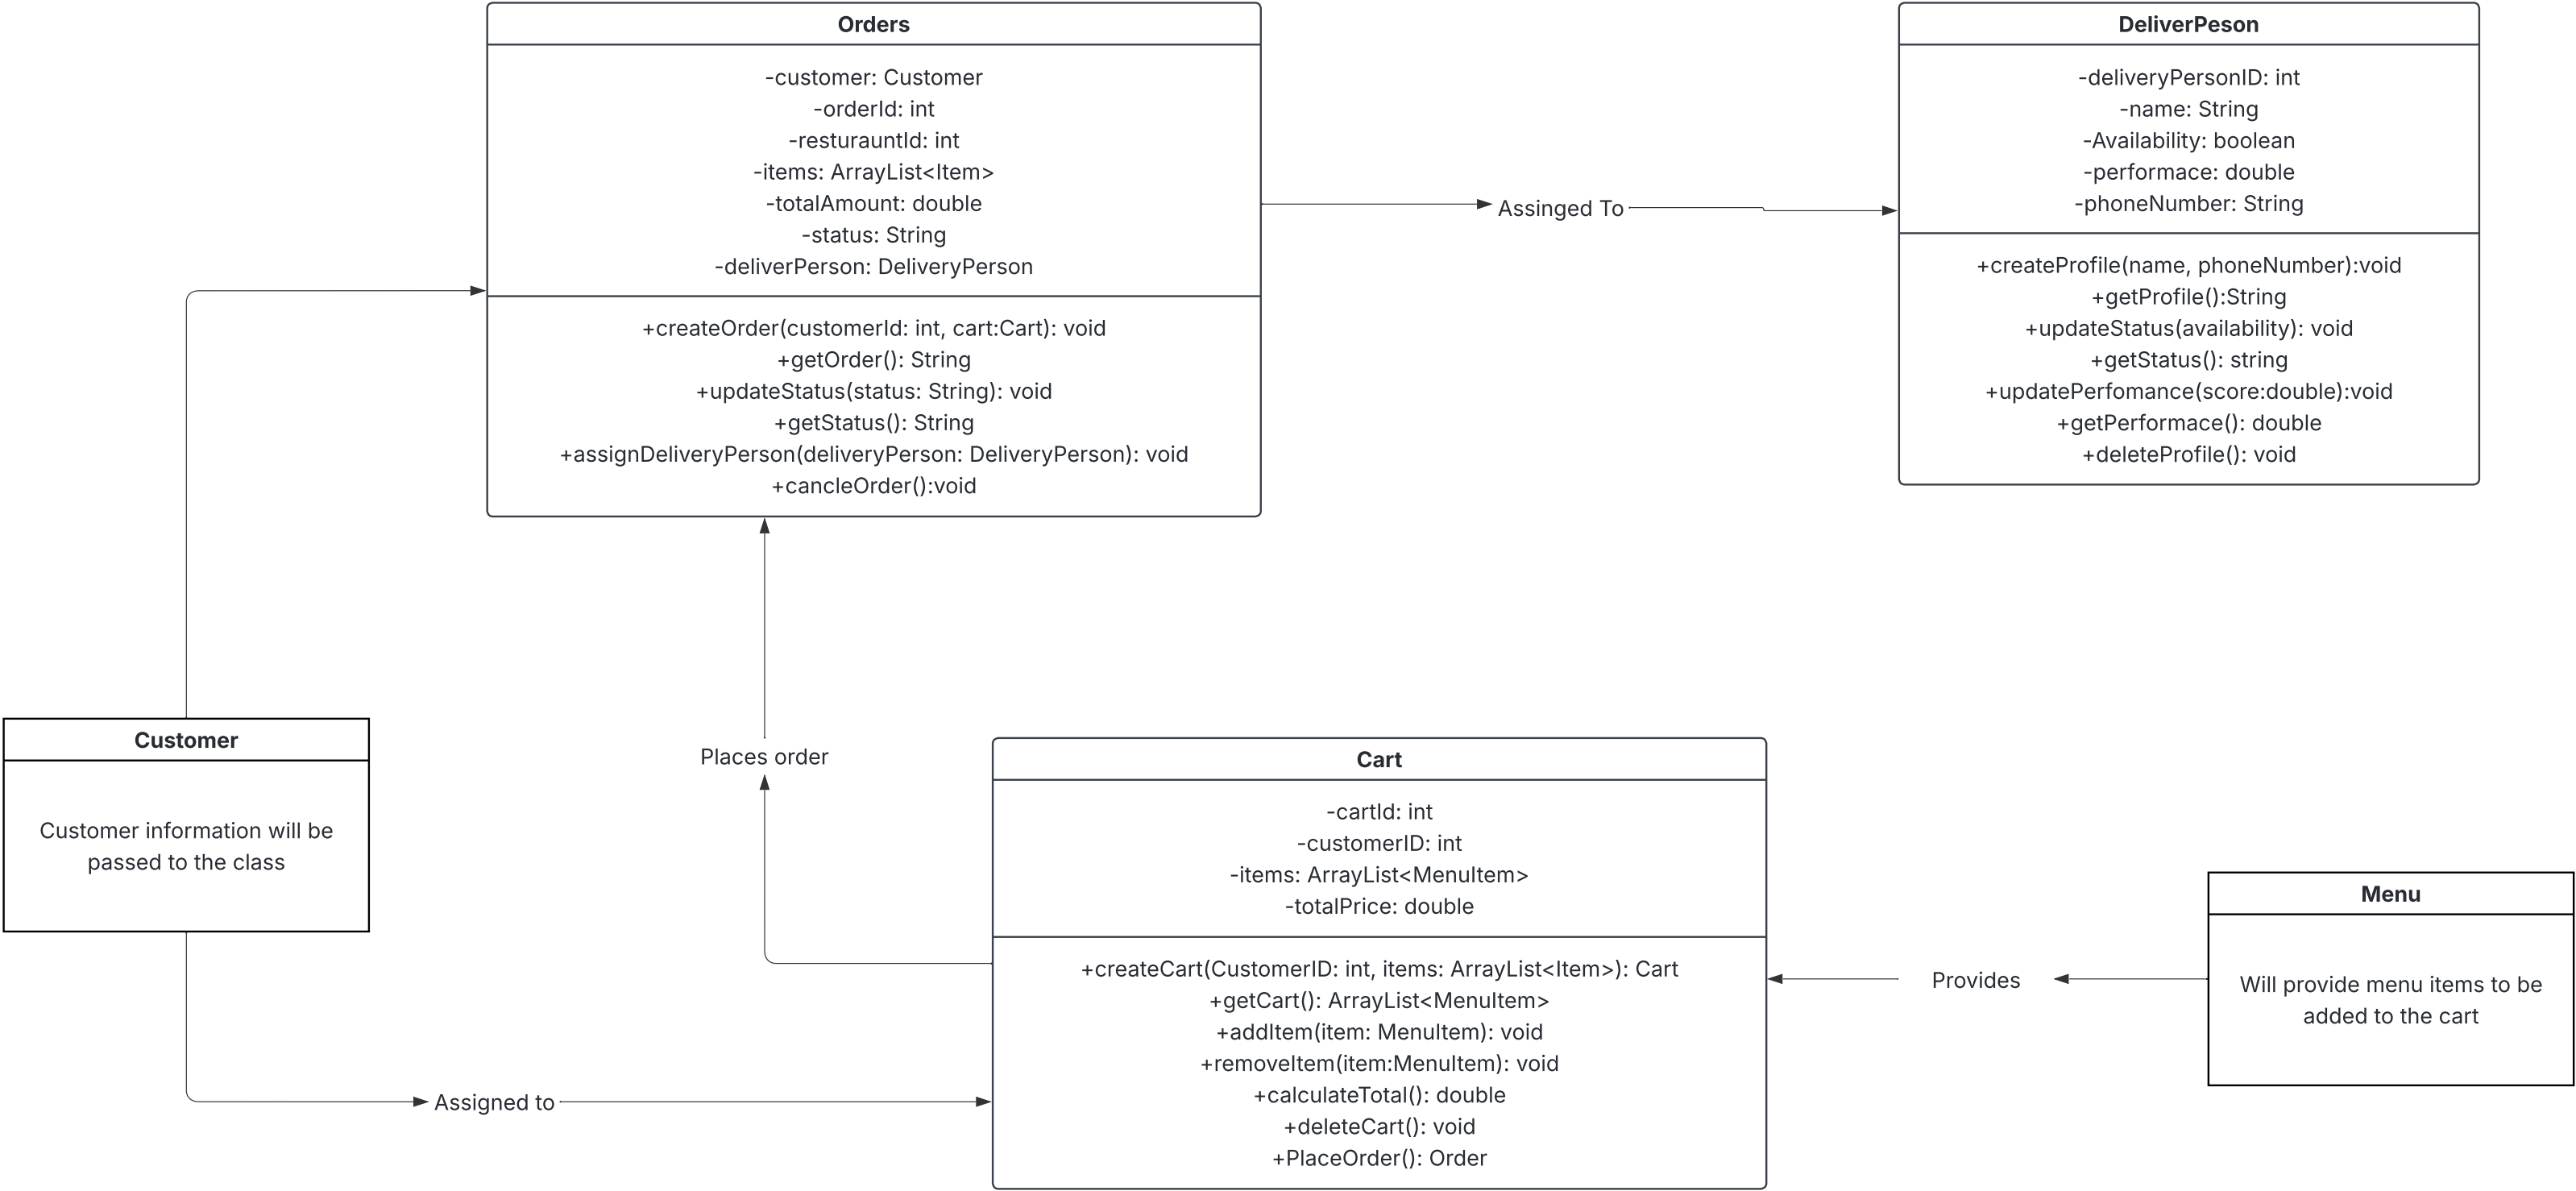 Orders
-customer: Customer
-orderId: int
-resturauntId: int
-items: ArrayList<Item>
-totalAmount: double
-status: String
-deliverPerson: DeliveryPerson
+createOrder(customerId: int, cart:Cart): void
+getOrder(): String
+updateStatus(status: String): void
+getStatus(): String
+assignDeliveryPerson(deliveryPerson: DeliveryPerson): void
+cancleOrder():void
Assinged To
DeliverPeson
-deliveryPersonID: int
-name: String
-Availability: boolean
-performace: double
-phoneNumber: String
+createProfile(name, phoneNumber):void
+getProfile():String
+updateStatus(availability): void
+getStatus(): string
+updatePerfomance(score:double):void
+getPerformace(): double
+deleteProfile(): void
Customer
Customer information will be
passed to the class
Places order
Assigned to
Cart
-cartId: int
-customerID: int
-items: ArrayList<MenuItem>
-totalPrice: double
+createCart(CustomerID: int, items: ArrayList<Item>): Cart
+getCart(): ArrayList<MenuItem>
+addItem(item: MenuItem): void
+removeItem(item:MenuItem): void
+calculateTotal(): double
+deleteCart(): void
+PlaceOrder(): Order
Provides
Menu
Will provide menu items to be
added to the cart